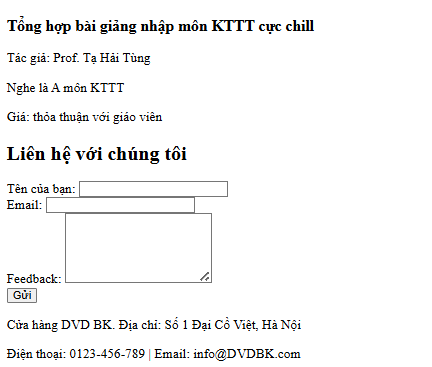 Tổng hợp bài giảng nhập môn KTTT cực chill
Tác giả: Prof. Tạ Hải Tùng
Nghe là A môn KTTT
Giá: thỏa thuận với giáo viên
Liên hệ với chúng tôi
Tên của bạn:
Email:
Feedback:
Gửi
Cửa hàng DVD BK. Địa chỉ: Số 1 Đại Cồ Việt, Hà Nội
Điện thoại: 0123-456-789 | Email: info@DVDBK.com